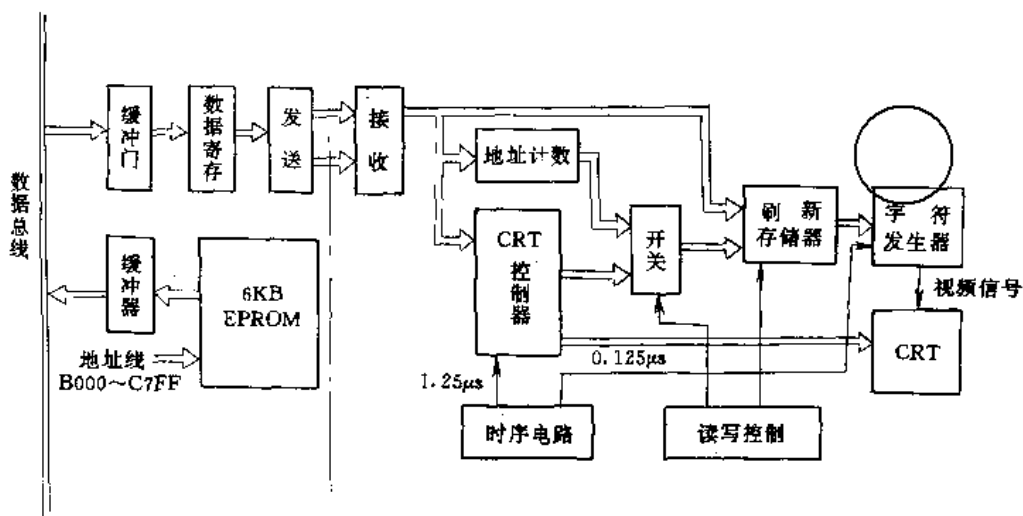 数据总线
缓冲门
数据寄存
发送
接收
地址计数
CRT
控制器
开关
刷新
存储器
字符
发生器
视频信号
CRT
缓冲器
6KB
EPROM
地址线
B000~C7FF
1.25μs
0.125μs
时序电路
读写控制